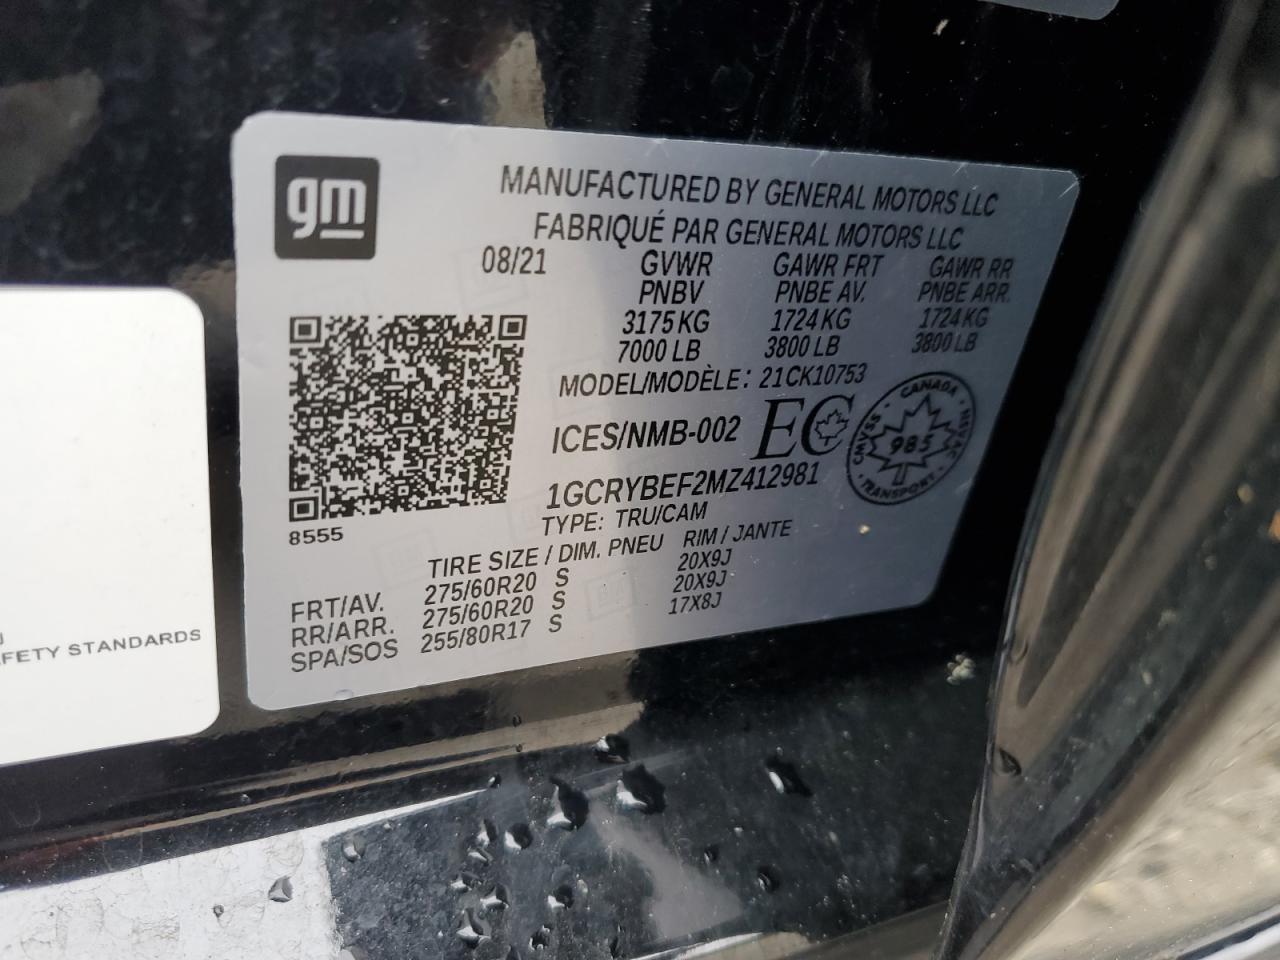 gm
MANUFACTURED BY GENERAL MOTORS LLC
FABRIQUÉ PAR GENERAL MOTORS LLC
08/21 GVWR GAWR FRT GAWR RR
PNBV PNBE AV. PNBE ARR.
3175 KG 1724 KG 1724 KG
7000 LB 3800 LB 3800 LB
MODEL/MODÈLE: 21CK10753
ICES/NMB-002 EC
CMVSS · CANADA · NSVAC · TRANSPORT ·
985
1GCRYBEF2MZ412981
TYPE: TRU/CAM
8555
TIRE SIZE / DIM. PNEU RIM / JANTE
FRT/AV. 275/60R20 S 20X9J
RR/ARR. 275/60R20 S 20X9J
SPA/SOS 255/80R17 S 17X8J
FETY STANDARDS